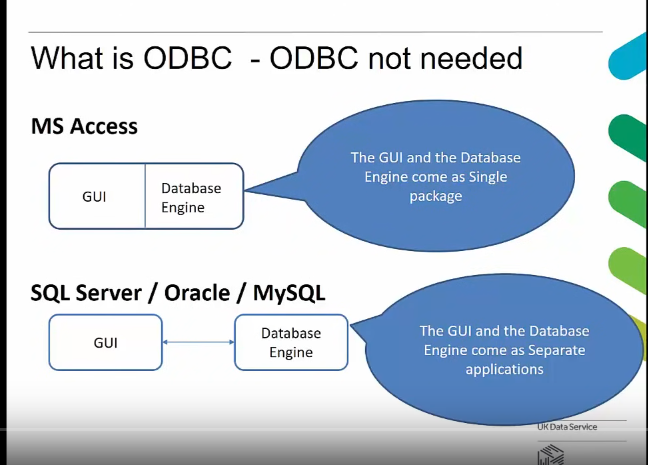 What is ODBC  - ODBC not needed
MS Access
GUI
Database
Engine
The GUI and the Database
Engine come as Single
package
SQL Server / Oracle / MySQL
GUI
Database
Engine
The GUI and the Database
Engine come as Separate
applications
UK Data Service